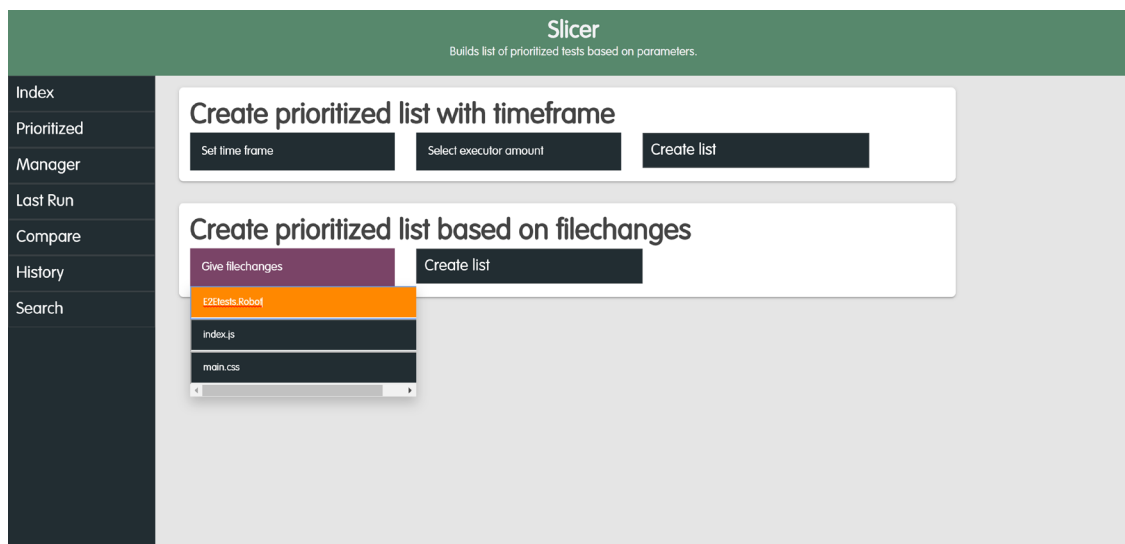 Slicer
Builds list of prioritized tests based on parameters.
Index
Prioritized
Manager
Last Run
Compare
History
Search
Create prioritized list with timeframe
Set time frame
Select executor amount
Create list
Create prioritized list based on filechanges
Give filechanges
Create list
E2Etests.Robot
index.js
main.css